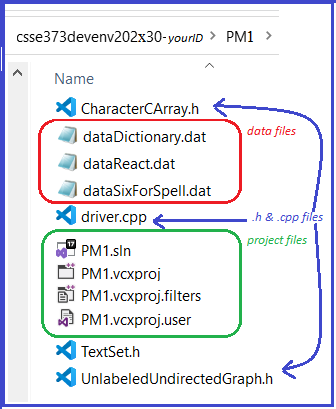 csse373devenv202x30-yourID > PM1 >
Name
CharacterCArray.h
dataDictionary.dat
data files
dataReact.dat
dataSixForSpell.dat
driver.cpp
.h & .cpp files
project files
17
PM1.sln
PM1.vcxproj
PM1.vcxproj.filters
PM1.vcxproj.user
TextSet.h
UnlabeledUndirectedGraph.h